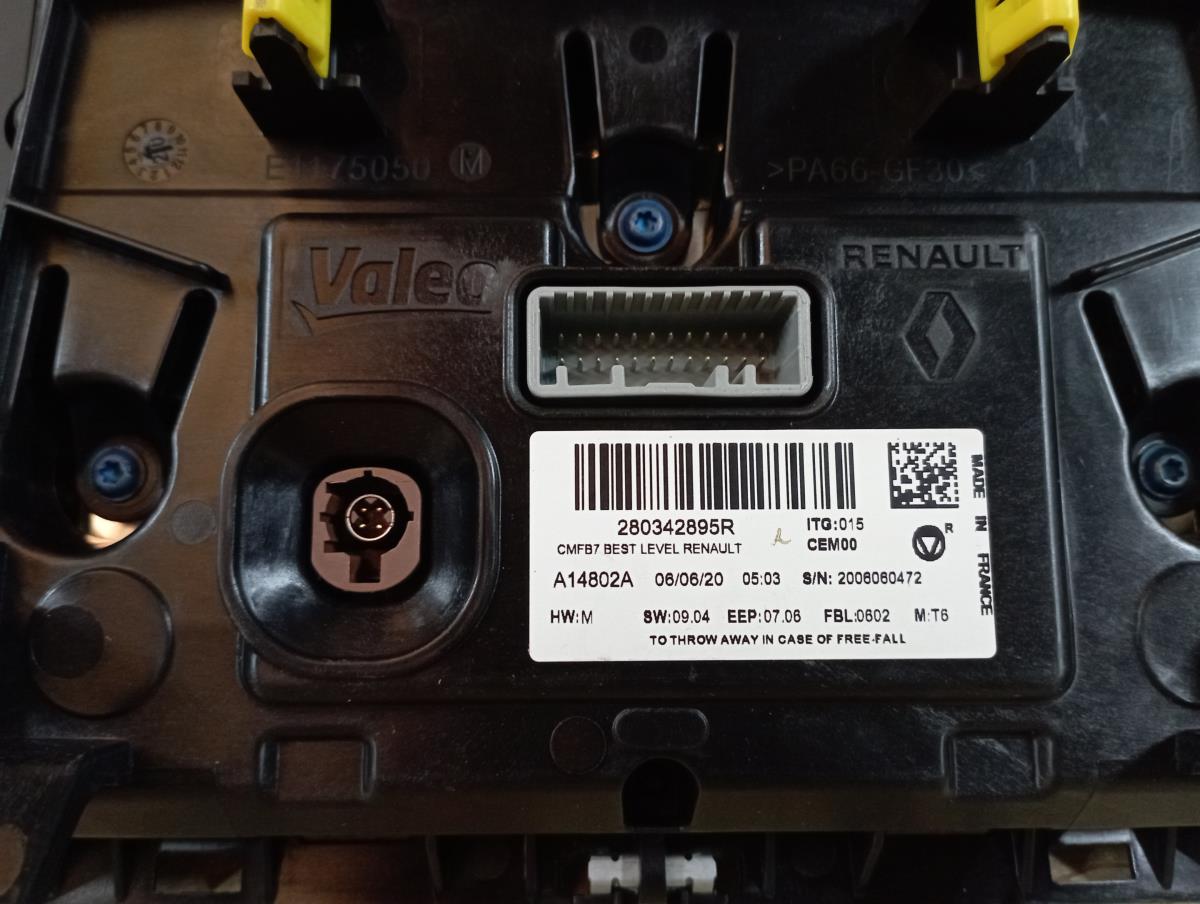 E1175050 M
>PA66-GF30< 1
Valeo
RENAULT
280342895R
ITG:015
CMFB7 BEST LEVEL RENAULT
CEM00
R
A14802A 06/06/20 05:03 S/N: 2006060472
HW:M SW:09.04 EEP:07.06 FBL:0602 M:T6
TO THROW AWAY IN CASE OF FREE-FALL
MADE IN FRANCE